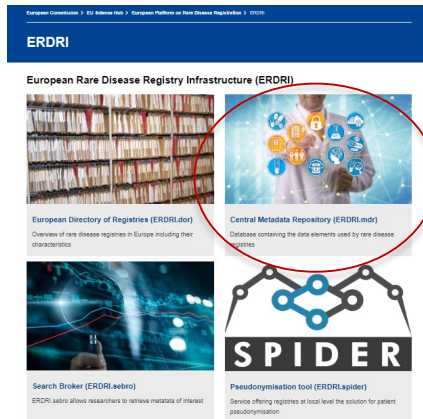 European Commission > EU Science Hub > European Platform on Rare Disease Registration > ERDRI
ERDRI
European Rare Disease Registry Infrastructure (ERDRI)
European Directory of Registries (ERDRI.dor)
Overview of rare disease registries in Europe including their
characteristics
Central Metadata Repository (ERDRI.mdr)
Database containing the data elements used by rare disease
registries
Search Broker (ERDRI.sebro)
ERDRI.sebro allows researchers to retrieve metatata of interest
SPIDER
Pseudonymisation tool (ERDRI.spider)
Service offering registries at local level the solution for patient
pseudonymisation